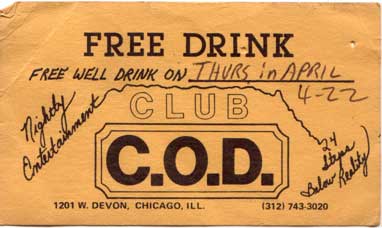 FREE DRINK
FREE WELL DRINK ON THURS in APRIL
4-22
Nightly
Entertainment
CLUB
C.O.D.
24
Steps
Below Reality
1201 W. DEVON, CHICAGO, ILL. (312) 743-3020